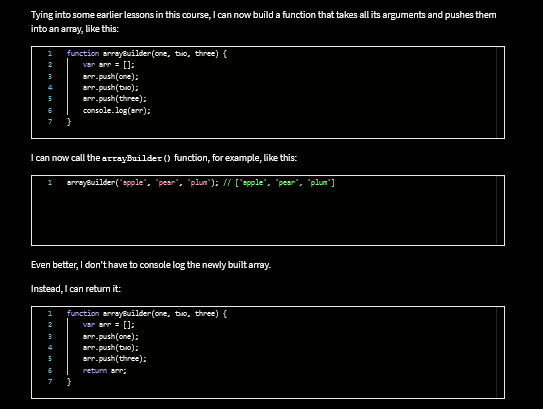 Tying into some earlier lessons in this course, I can now build a function that takes all its arguments and pushes them
into an array, like this:
1 function arrayBuilder(one, two, three) {
2 var arr = [];
3 arr.push(one);
4 arr.push(two);
5 arr.push(three);
6 console.log(arr);
7 }
I can now call the arrayBuilder() function, for example, like this:
1 arrayBuilder('apple', 'pear', 'plum'); // ['apple', 'pear', 'plum']
Even better, I don't have to console log the newly built array.
Instead, I can return it:
1 function arrayBuilder(one, two, three) {
2 var arr = [];
3 arr.push(one);
4 arr.push(two);
5 arr.push(three);
6 return arr;
7 }